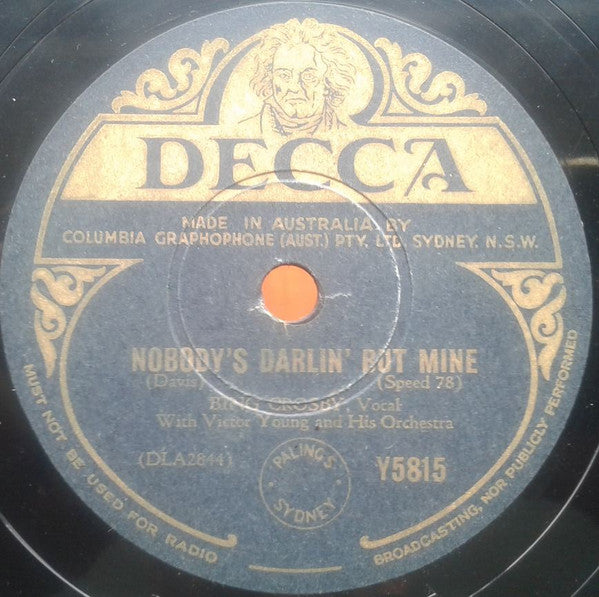 DECCA
MADE IN AUSTRALIA BY
COLUMBIA GRAPHOPHONE (AUST.) PTY. LTD. SYDNEY. N.S.W.
NOBODY'S DARLIN' BUT MINE
(Davis) (Speed 78)
BING CROSBY, Vocal
With Victor Young and His Orchestra
(DLA2844)
PALING'S
SYDNEY
Y5815
MUST NOT BE USED FOR RADIO
BROADCASTING, NOR PUBLICLY PERFORMED